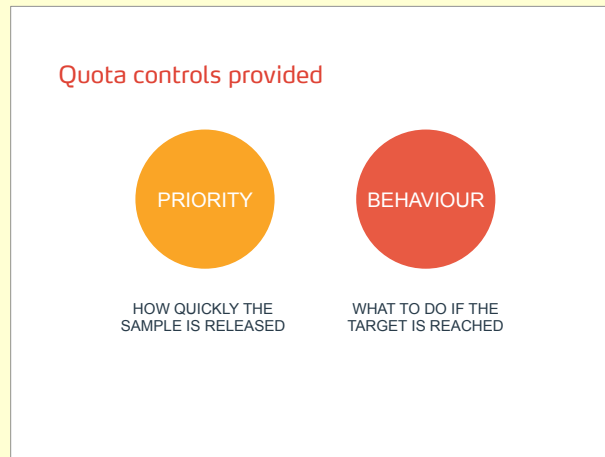 Quota controls provided
PRIORITY
BEHAVIOUR
HOW QUICKLY THE
SAMPLE IS RELEASED
WHAT TO DO IF THE
TARGET IS REACHED